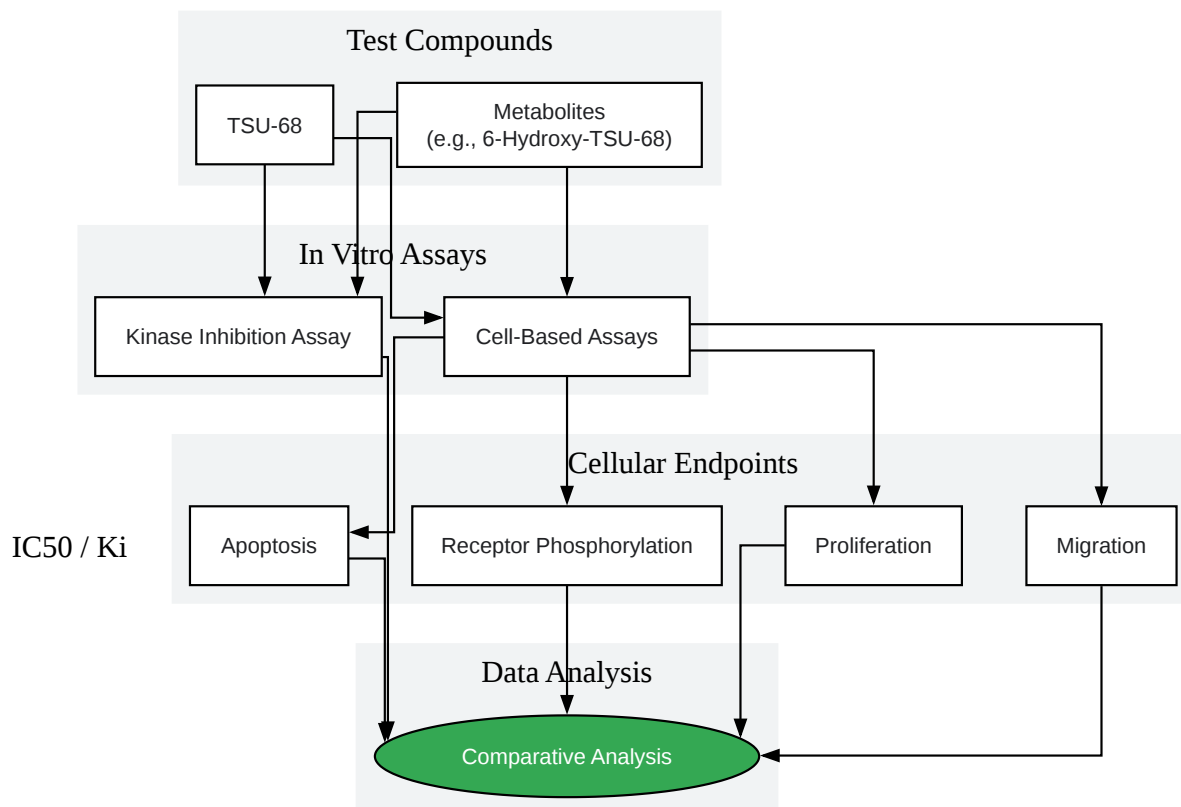 Test Compounds
TSU-68
Metabolites
(e.g., 6-Hydroxy-TSU-68)
In Vitro Assays
Kinase Inhibition Assay
Cell-Based Assays
Cellular Endpoints
IC50 / Ki
Apoptosis
Receptor Phosphorylation
Proliferation
Migration
Data Analysis
Comparative Analysis